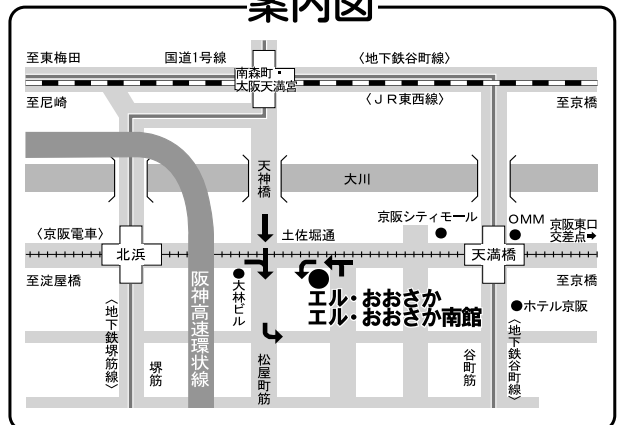 案内図
至東梅田
国道1号線
〈地下鉄谷町線〉
南森町・
大阪天満宮
至尼崎
〈JR東西線〉
至京橋
天神橋
大川
京阪シティモール
OMM
京阪東口
交差点➡
〈京阪電車〉
土佐堀通
北浜
天満橋
至淀屋橋
至京橋
大林ビル
エル・おおさか
エル・おおさか南館
ホテル京阪
阪神高速環状線
〈地下鉄堺筋線〉
堺筋
松屋町筋
谷町筋
〈地下鉄谷町線〉